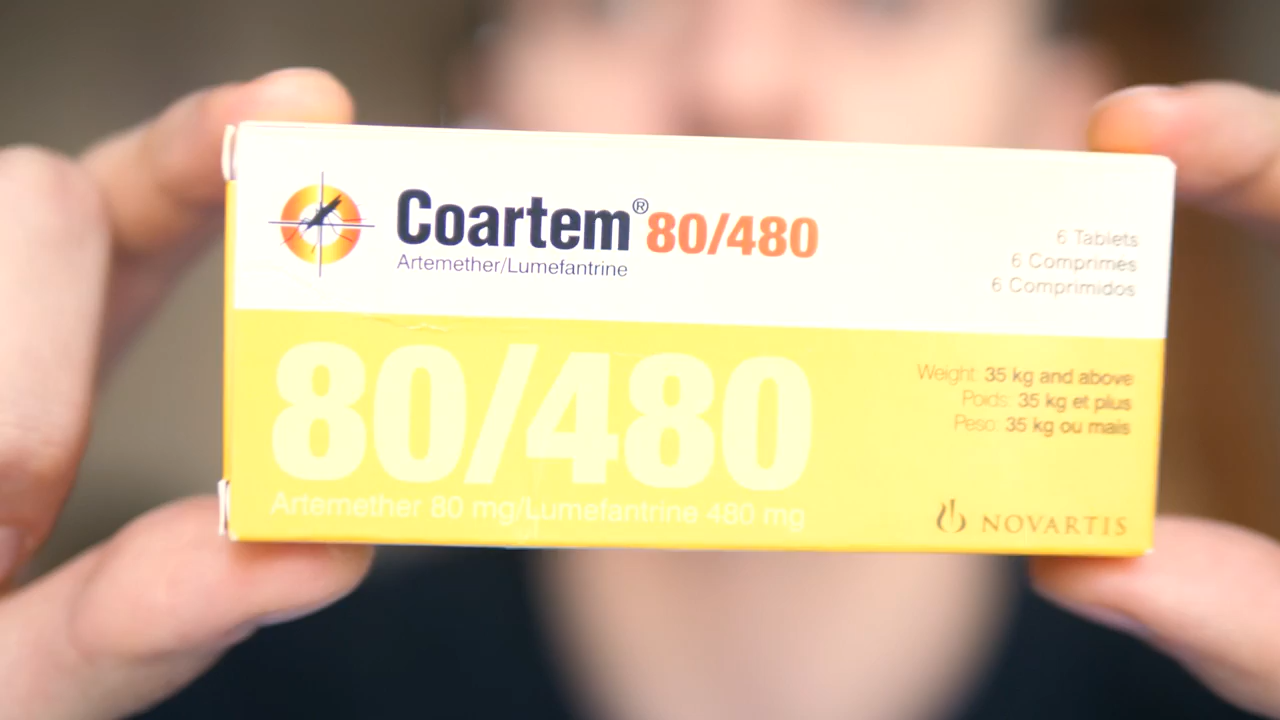 Coartem® 80/480
Artemether/Lumefantrine
6 Tablets
6 Comprimes
6 Comprimidos
80/480
Artemether 80 mg/Lumefantrine 480 mg
Weight: 35 kg and above
Poids: 35 kg et plus
Peso: 35 kg ou mais
NOVARTIS